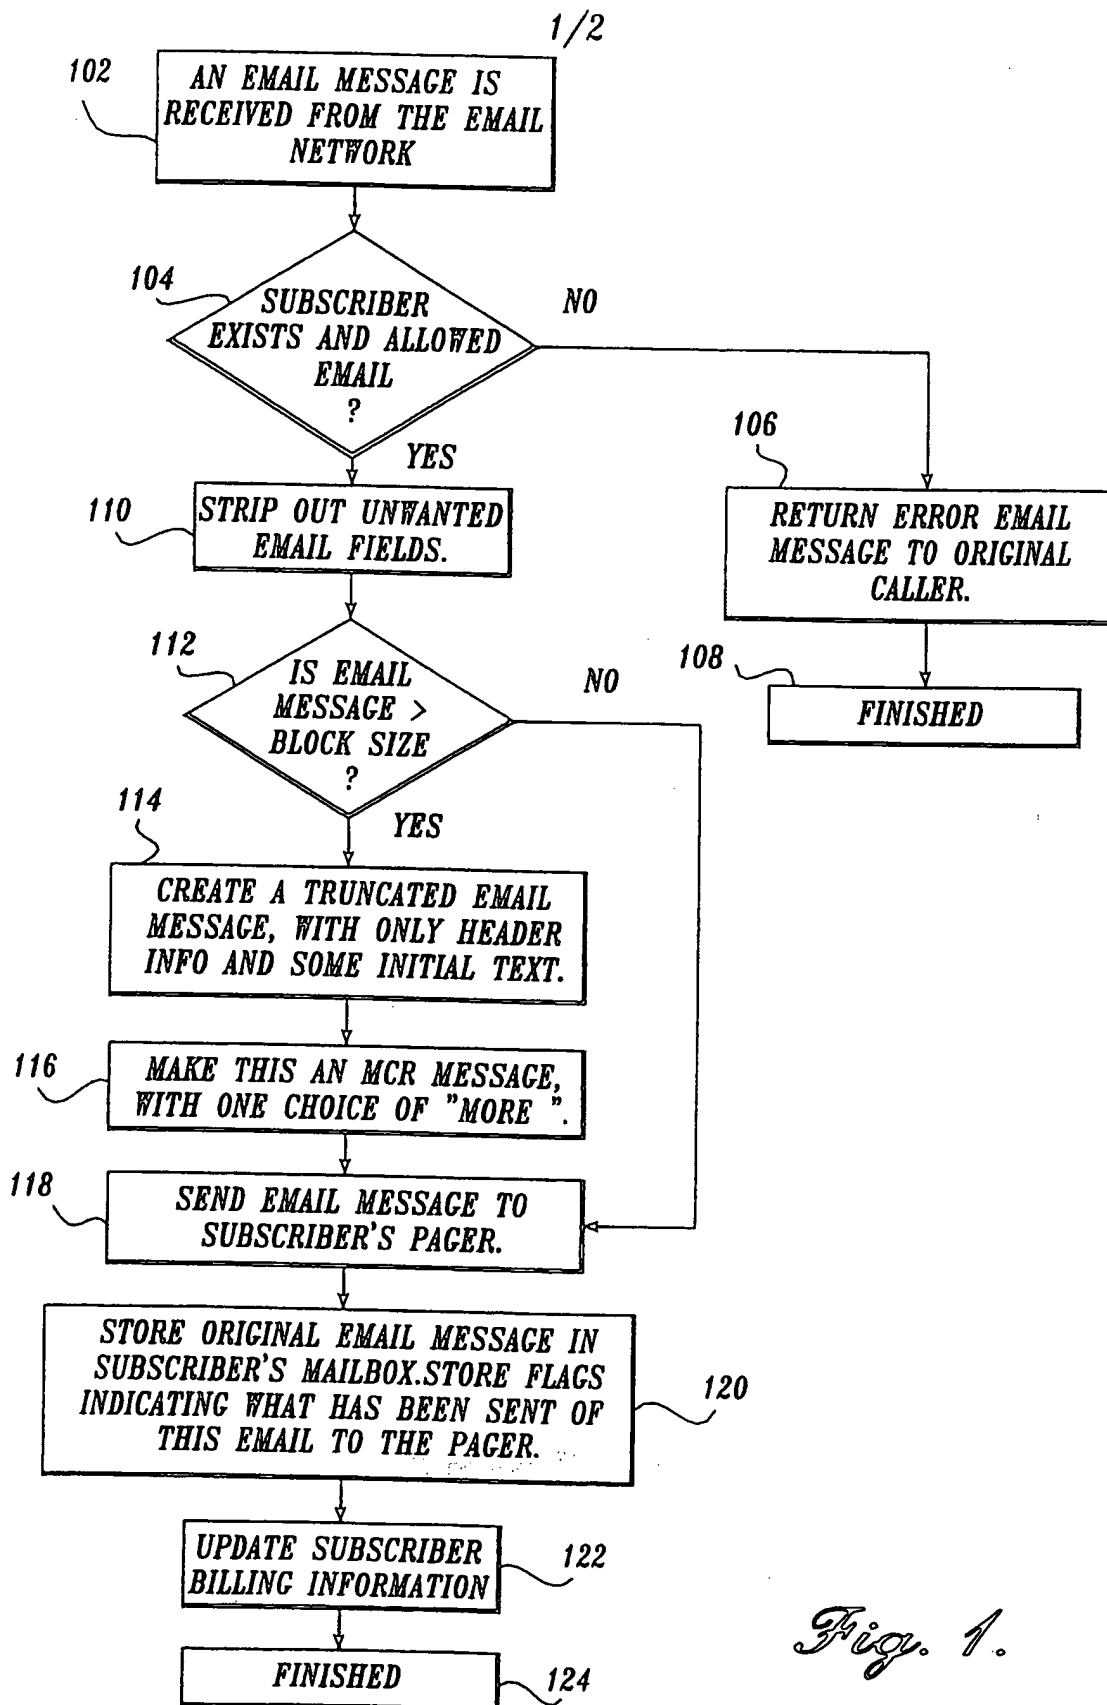 1/2
102
AN EMAIL MESSAGE IS
RECEIVED FROM THE EMAIL
NETWORK
104
SUBSCRIBER
EXISTS AND ALLOWED
EMAIL
?
NO
YES
106
RETURN ERROR EMAIL
MESSAGE TO ORIGINAL
CALLER.
108
FINISHED
110
STRIP OUT UNWANTED
EMAIL FIELDS.
112
IS EMAIL
MESSAGE >
BLOCK SIZE
?
NO
YES
114
CREATE A TRUNCATED EMAIL
MESSAGE, WITH ONLY HEADER
INFO AND SOME INITIAL TEXT.
116
MAKE THIS AN MCR MESSAGE,
WITH ONE CHOICE OF "MORE ".
118
SEND EMAIL MESSAGE TO
SUBSCRIBER'S PAGER.
STORE ORIGINAL EMAIL MESSAGE IN
SUBSCRIBER'S MAILBOX.STORE FLAGS
INDICATING WHAT HAS BEEN SENT OF
THIS EMAIL TO THE PAGER.
120
UPDATE SUBSCRIBER
BILLING INFORMATION
122
FINISHED
124
Fig. 1.